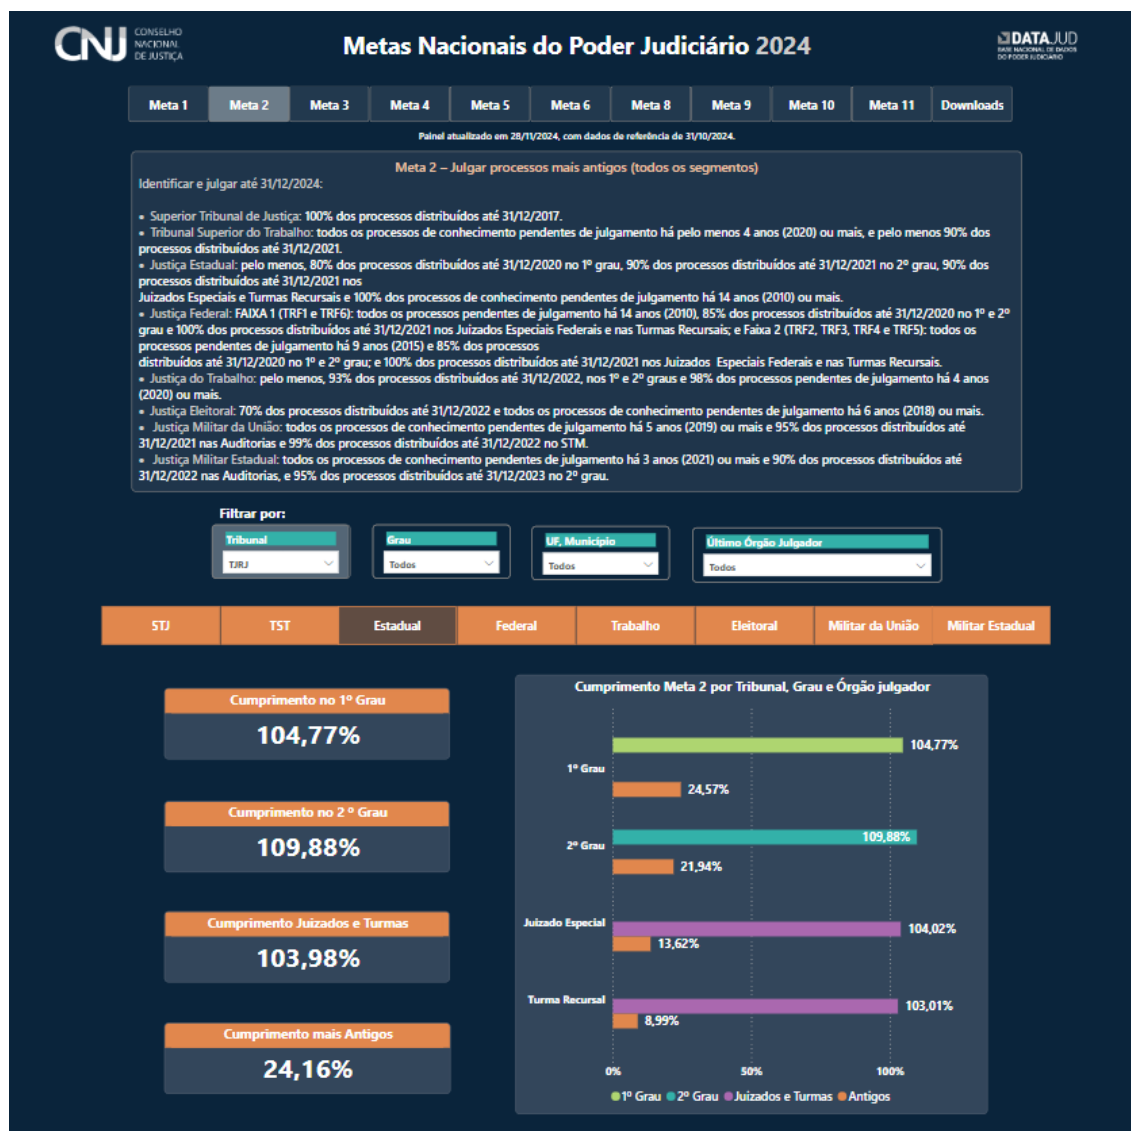 CNJ
CONSELHO
NACIONAL
DE JUSTIÇA
Metas Nacionais do Poder Judiciário 2024
DATAJUD
BASE NACIONAL DE DADOS
DO PODER JUDICIÁRIO
Meta 1 Meta 2 Meta 3 Meta 4 Meta 5 Meta 6 Meta 8 Meta 9 Meta 10 Meta 11 Downloads
Painel atualizado em 28/11/2024, com dados de referência de 31/10/2024.
Meta 2 – Julgar processos mais antigos (todos os segmentos)
Identificar e julgar até 31/12/2024:
• Superior Tribunal de Justiça: 100% dos processos distribuídos até 31/12/2017.
• Tribunal Superior do Trabalho: todos os processos de conhecimento pendentes de julgamento há pelo menos 4 anos (2020) ou mais, e pelo menos 90% dos
processos distribuídos até 31/12/2021.
• Justiça Estadual: pelo menos, 80% dos processos distribuídos até 31/12/2020 no 1º grau, 90% dos processos distribuídos até 31/12/2021 no 2º grau, 90% dos
processos distribuídos até 31/12/2021 nos
Juizados Especiais e Turmas Recursais e 100% dos processos de conhecimento pendentes de julgamento há 14 anos (2010) ou mais.
• Justiça Federal: FAIXA 1 (TRF1 e TRF6): todos os processos pendentes de julgamento há 14 anos (2010), 85% dos processos distribuídos até 31/12/2020 no 1º e 2º
grau e 100% dos processos distribuídos até 31/12/2021 nos Juizados Especiais Federais e nas Turmas Recursais; e Faixa 2 (TRF2, TRF3, TRF4 e TRF5): todos os
processos pendentes de julgamento há 9 anos (2015) e 85% dos processos
distribuídos até 31/12/2020 no 1º e 2º grau; e 100% dos processos distribuídos até 31/12/2021 nos Juizados Especiais Federais e nas Turmas Recursais.
• Justiça do Trabalho: pelo menos, 93% dos processos distribuídos até 31/12/2022, nos 1º e 2º graus e 98% dos processos pendentes de julgamento há 4 anos
(2020) ou mais.
• Justiça Eleitoral: 70% dos processos distribuídos até 31/12/2022 e todos os processos de conhecimento pendentes de julgamento há 6 anos (2018) ou mais.
• Justiça Militar da União: todos os processos de conhecimento pendentes de julgamento há 5 anos (2019) ou mais e 95% dos processos distribuídos até
31/12/2021 nas Auditorias e 99% dos processos distribuídos até 31/12/2022 no STM.
• Justiça Militar Estadual: todos os processos de conhecimento pendentes de julgamento há 3 anos (2021) ou mais e 90% dos processos distribuídos até
31/12/2022 nas Auditorias, e 95% dos processos distribuídos até 31/12/2023 no 2º grau.
Filtrar por:
Tribunal Grau UF, Município Último Órgão Julgador
TJRJ Todos Todos Todos
STJ TST Estadual Federal Trabalho Eleitoral Militar da União Militar Estadual
Cumprimento no 1º Grau
104,77%
Cumprimento no 2 º Grau
109,88%
Cumprimento Juizados e Turmas
103,98%
Cumprimento mais Antigos
24,16%
Cumprimento Meta 2 por Tribunal, Grau e Órgão julgador
104,77%
1º Grau
24,57%
109,88%
2º Grau
21,94%
Juizado Especial
104,02%
13,62%
Turma Recursal
103,01%
8,99%
0% 50% 100%
1º Grau 2º Grau Juizados e Turmas Antigos